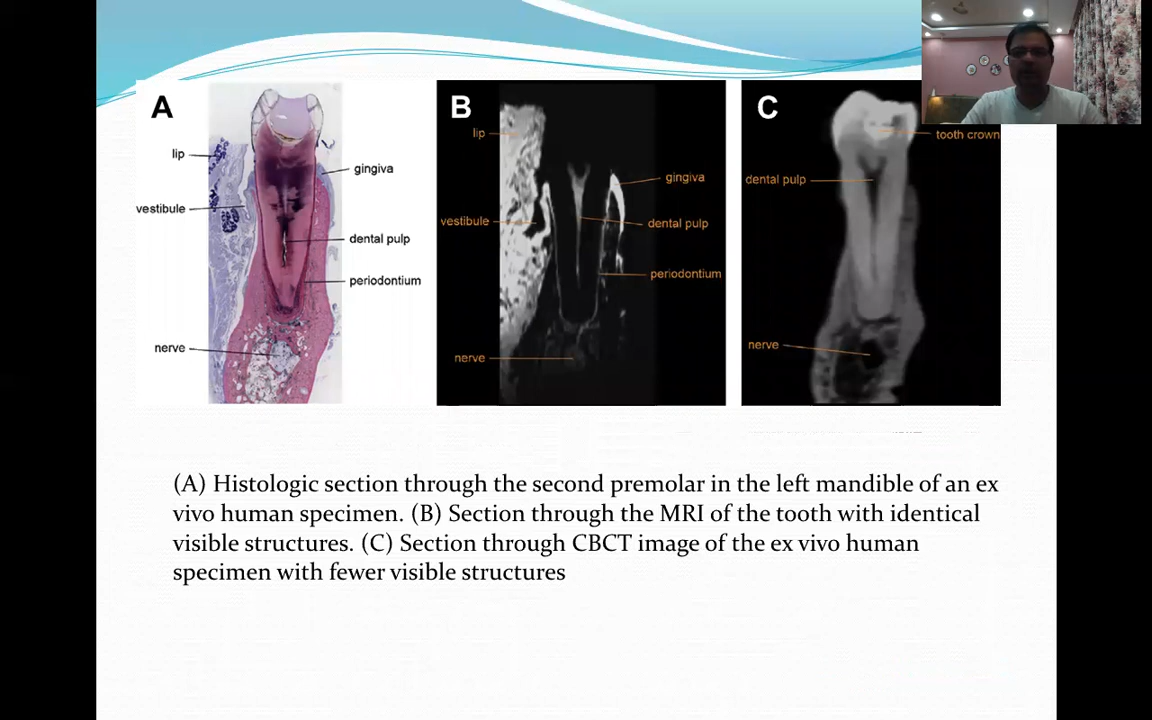 A
lip
vestibule
gingiva
dental pulp
periodontium
nerve
B
lip
vestibule
gingiva
dental pulp
periodontium
nerve
C
tooth crown
dental pulp
nerve
(A) Histologic section through the second premolar in the left mandible of an ex
vivo human specimen. (B) Section through the MRI of the tooth with identical
visible structures. (C) Section through CBCT image of the ex vivo human
specimen with fewer visible structures